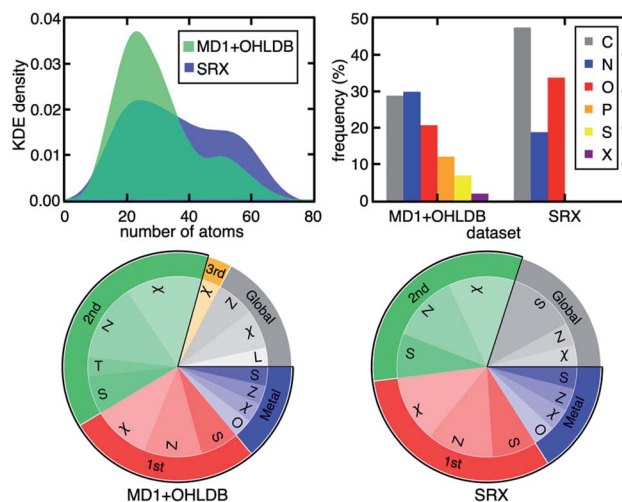 0.04
0.03
0.02
0.01
0.00
KDE density
MD1+OHLDB
SRX
0 20 40 60 80
number of atoms
50
40
30
20
10
0
frequency (%)
C
N
O
P
S
X
MD1+OHLDB SRX
dataset
2nd
3rd
Global
Metal
1st
χ
Z
T
S
χ
Z
S
O
χ
Z
S
L
χ
Z
χ
MD1+OHLDB
2nd
Global
Metal
1st
χ
Z
S
χ
Z
S
O
χ
Z
S
χ
Z
S
SRX